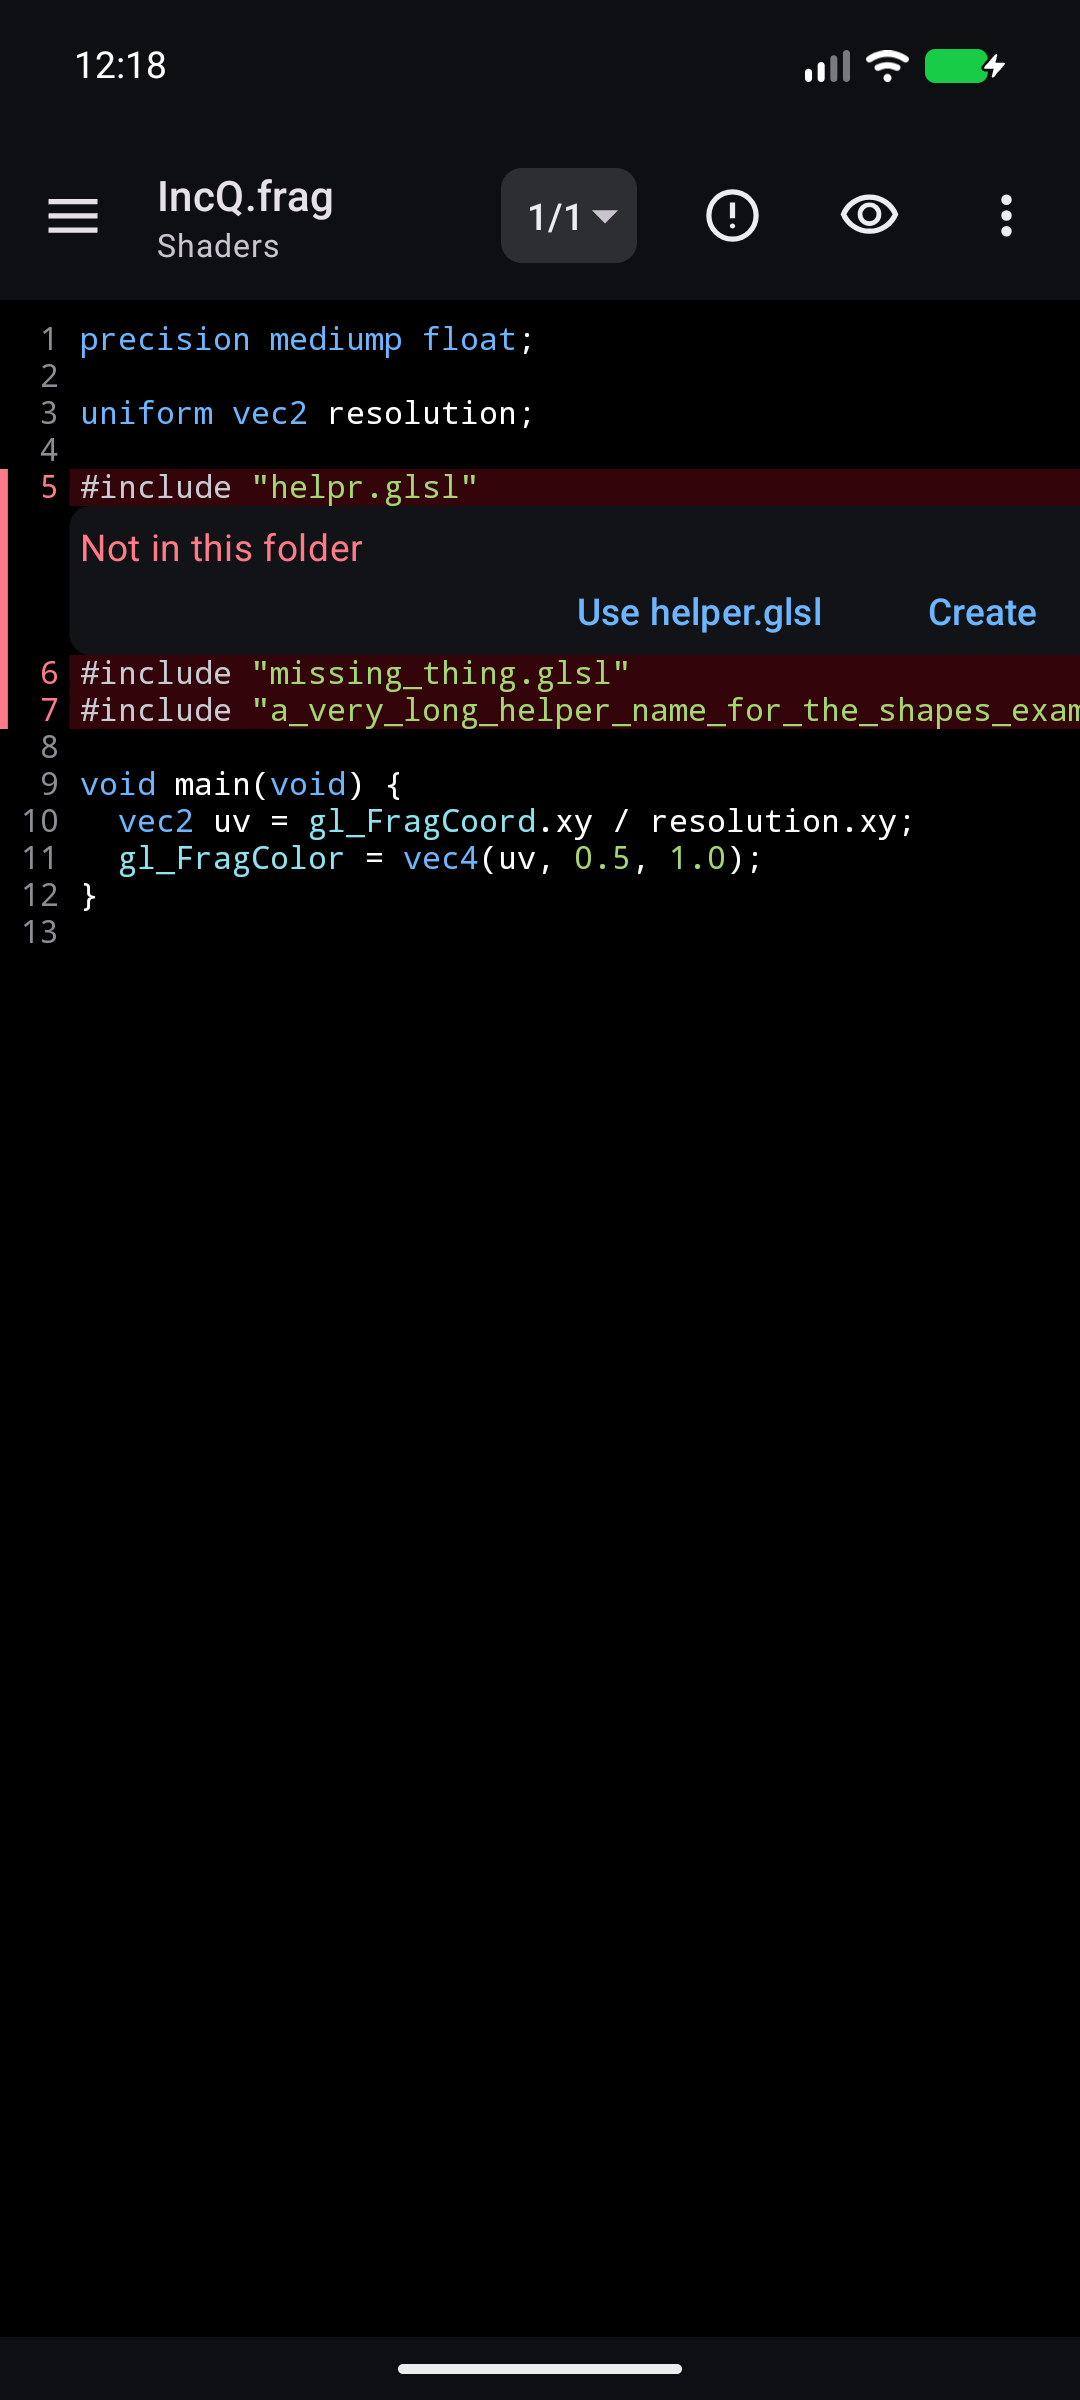 12:18
IncQ.frag
Shaders
1/1
1 precision mediump float;
2
3 uniform vec2 resolution;
4
5 #include "helpr.glsl"
Not in this folder
Use helper.glsl Create
6 #include "missing_thing.glsl"
7 #include "a_very_long_helper_name_for_the_shapes_exam
8
9 void main(void) {
10   vec2 uv = gl_FragCoord.xy / resolution.xy;
11   gl_FragColor = vec4(uv, 0.5, 1.0);
12 }
13